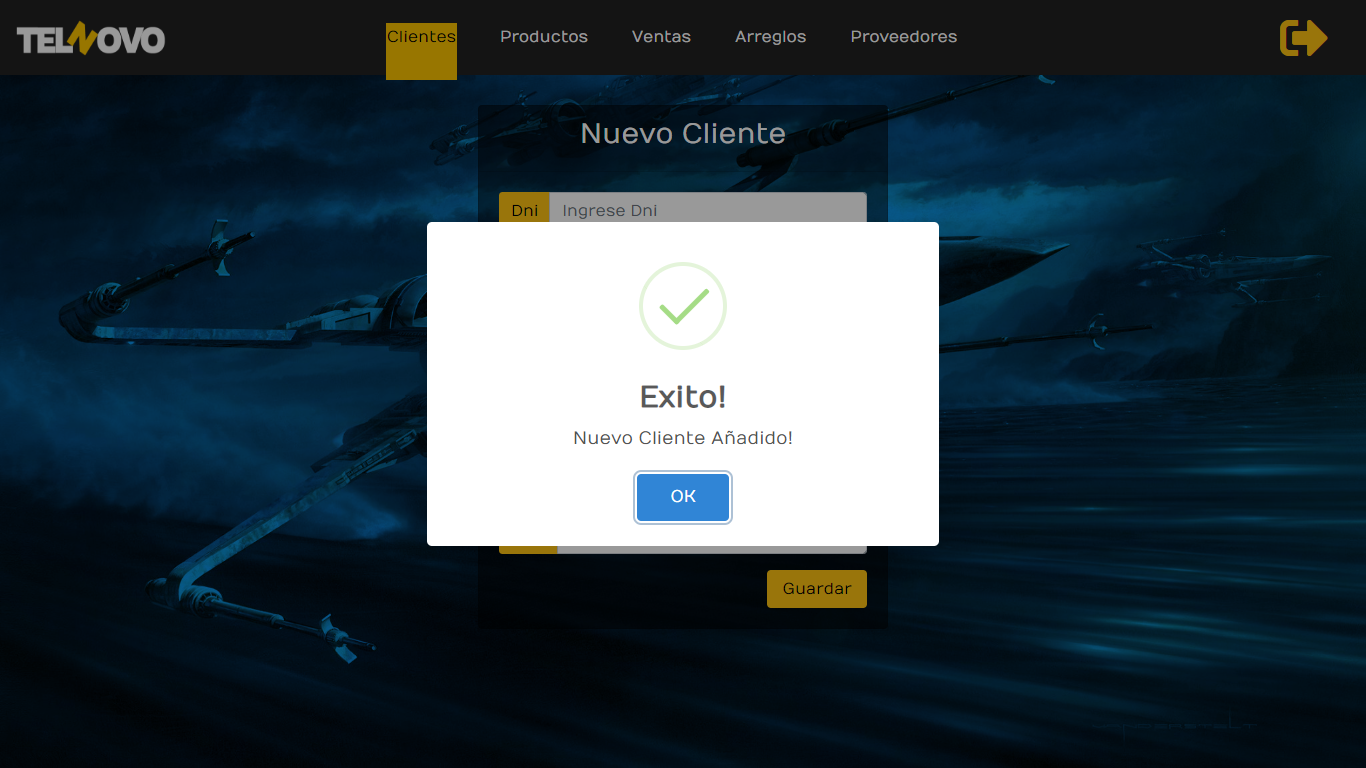 TELNOVO
Clientes Productos Ventas Arreglos Proveedores
Nuevo Cliente
Dni Ingrese Dni
Exito!
Nuevo Cliente Añadido!
OK
Guardar